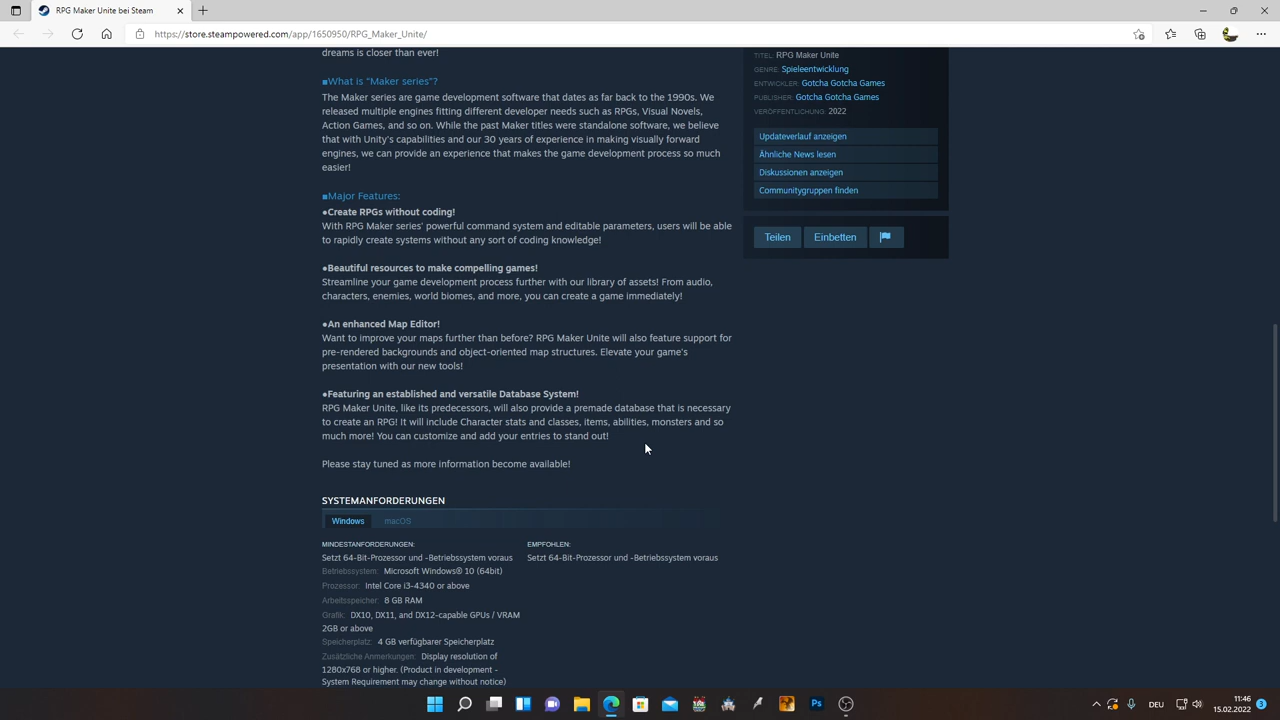 RPG Maker Unite bei Steam
https://store.steampowered.com/app/1650950/RPG_Maker_Unite/
dreams is closer than ever!
■What is "Maker series"?
The Maker series are game development software that dates as far back to the 1990s. We
released multiple engines fitting different developer needs such as RPGs, Visual Novels,
Action Games, and so on. While the past Maker titles were standalone software, we believe
that with Unity's capabilities and our 30 years of experience in making visually forward
engines, we can provide an experience that makes the game development process so much
easier!
■Major Features:
●Create RPGs without coding!
With RPG Maker series' powerful command system and editable parameters, users will be able
to rapidly create systems without any sort of coding knowledge!
●Beautiful resources to make compelling games!
Streamline your game development process further with our library of assets! From audio,
characters, enemies, world biomes, and more, you can create a game immediately!
●An enhanced Map Editor!
Want to improve your maps further than before? RPG Maker Unite will also feature support for
pre-rendered backgrounds and object-oriented map structures. Elevate your game's
presentation with our new tools!
●Featuring an established and versatile Database System!
RPG Maker Unite, like its predecessors, will also provide a premade database that is necessary
to create an RPG! It will include Character stats and classes, items, abilities, monsters and so
much more! You can customize and add your entries to stand out!
Please stay tuned as more information become available!
SYSTEMANFORDERUNGEN
Windows macOS
MINDESTANFORDERUNGEN:
Setzt 64-Bit-Prozessor und -Betriebssystem voraus
Betriebssystem: Microsoft Windows® 10 (64bit)
Prozessor: Intel Core i3-4340 or above
Arbeitsspeicher: 8 GB RAM
Grafik: DX10, DX11, and DX12-capable GPUs / VRAM
2GB or above
Speicherplatz: 4 GB verfügbarer Speicherplatz
Zusätzliche Anmerkungen: Display resolution of
1280x768 or higher. (Product in development -
System Requirement may change without notice)
EMPFOHLEN:
Setzt 64-Bit-Prozessor und -Betriebssystem voraus
TITEL: RPG Maker Unite
GENRE: Spieleentwicklung
ENTWICKLER: Gotcha Gotcha Games
PUBLISHER: Gotcha Gotcha Games
VERÖFFENTLICHUNG: 2022
Updateverlauf anzeigen
Ähnliche News lesen
Diskussionen anzeigen
Communitygruppen finden
Teilen Einbetten
Ps
DEU
11:46
15.02.2022
3